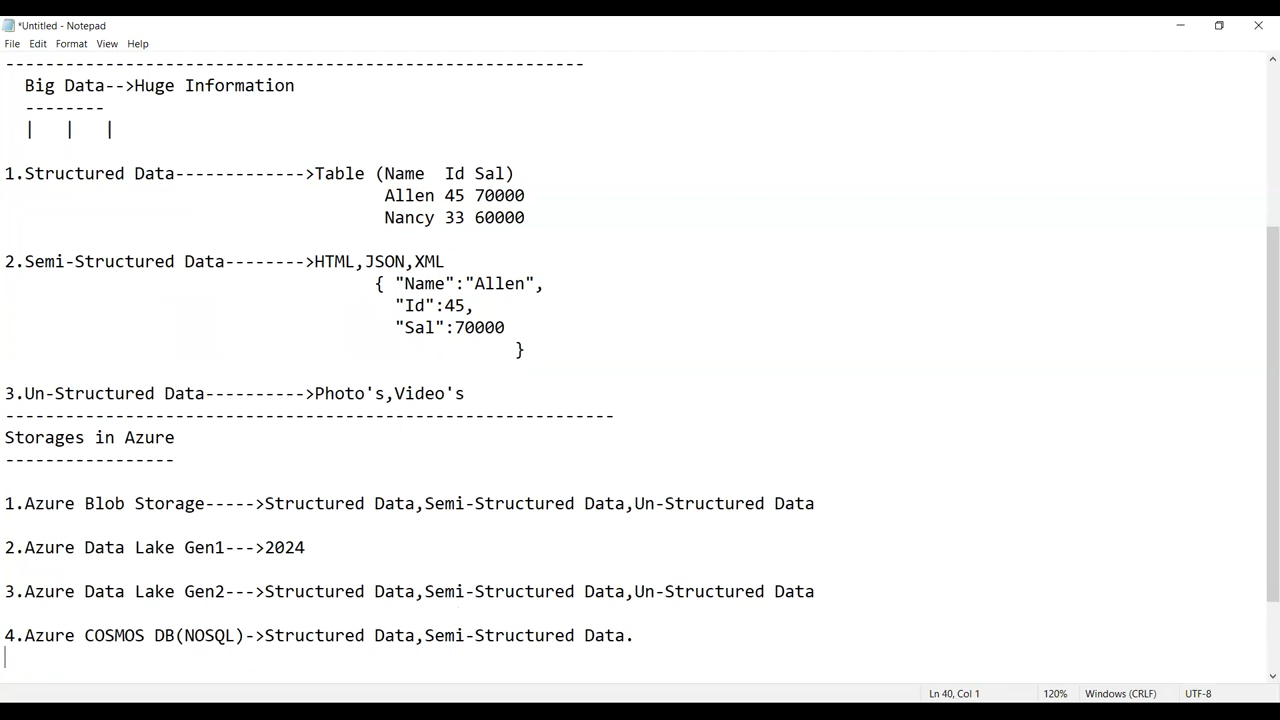 *Untitled - Notepad
File Edit Format View Help
----------------------------------------------------------
Big Data-->Huge Information
--------
| | |
1.Structured Data------------->Table (Name Id Sal)
Allen 45 70000
Nancy 33 60000
2.Semi-Structured Data-------->HTML,JSON,XML
{ "Name":"Allen",
"Id":45,
"Sal":70000
}
3.Un-Structured Data---------->Photo's,Video's
-------------------------------------------------------------
Storages in Azure
-----------------
1.Azure Blob Storage----->Structured Data,Semi-Structured Data,Un-Structured Data
2.Azure Data Lake Gen1--->2024
3.Azure Data Lake Gen2--->Structured Data,Semi-Structured Data,Un-Structured Data
4.Azure COSMOS DB(NOSQL)->Structured Data,Semi-Structured Data.
Ln 40, Col 1 120% Windows (CRLF) UTF-8